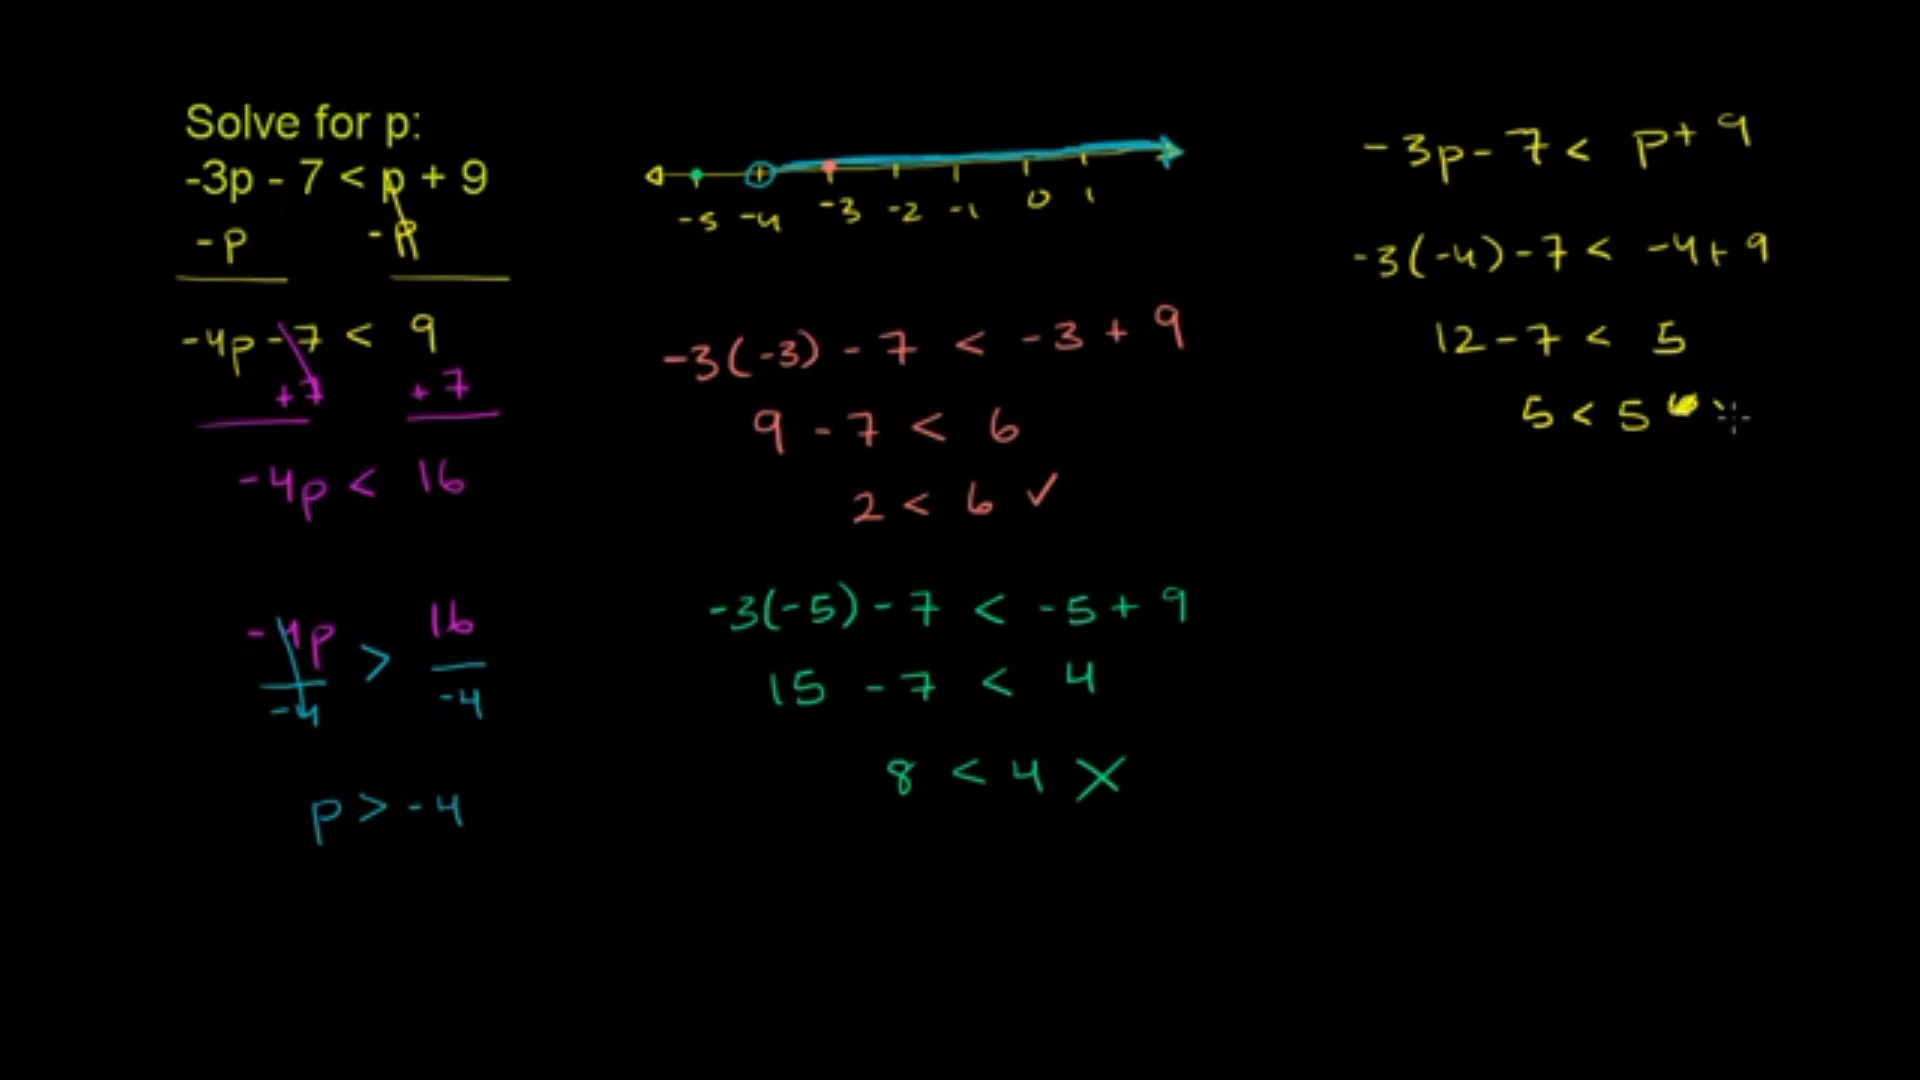 Solve for p:
-3p - 7 < p + 9
-p -p
-4p - 7 < 9
+7 +7
-4p < 16
-4p > 16
-4 -4
p > -4
-5 -4 -3 -2 -1 0 1
-3(-3) - 7 < -3 + 9
9 - 7 < 6
2 < 6 ✓
-3(-5) - 7 < -5 + 9
15 - 7 < 4
8 < 4 X
-3p - 7 < p + 9
-3(-4) - 7 < -4 + 9
12 - 7 < 5
5 < 5